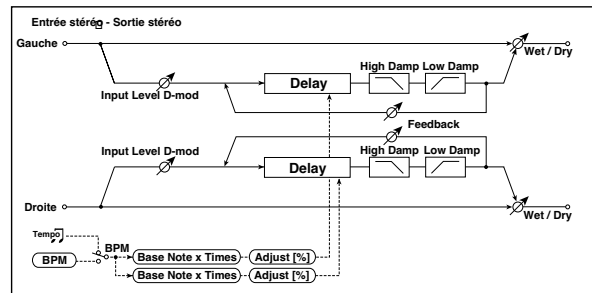 Entrée stéréo - Sortie stéréo
Gauche
Wet / Dry
High Damp Low Damp
Delay
Input Level D-mod
Feedback
Input Level D-mod
High Damp Low Damp
Delay
Droite
Wet / Dry
Tempo
BPM
BPM
Base Note x Times
Adjust [%]
Base Note x Times
Adjust [%]